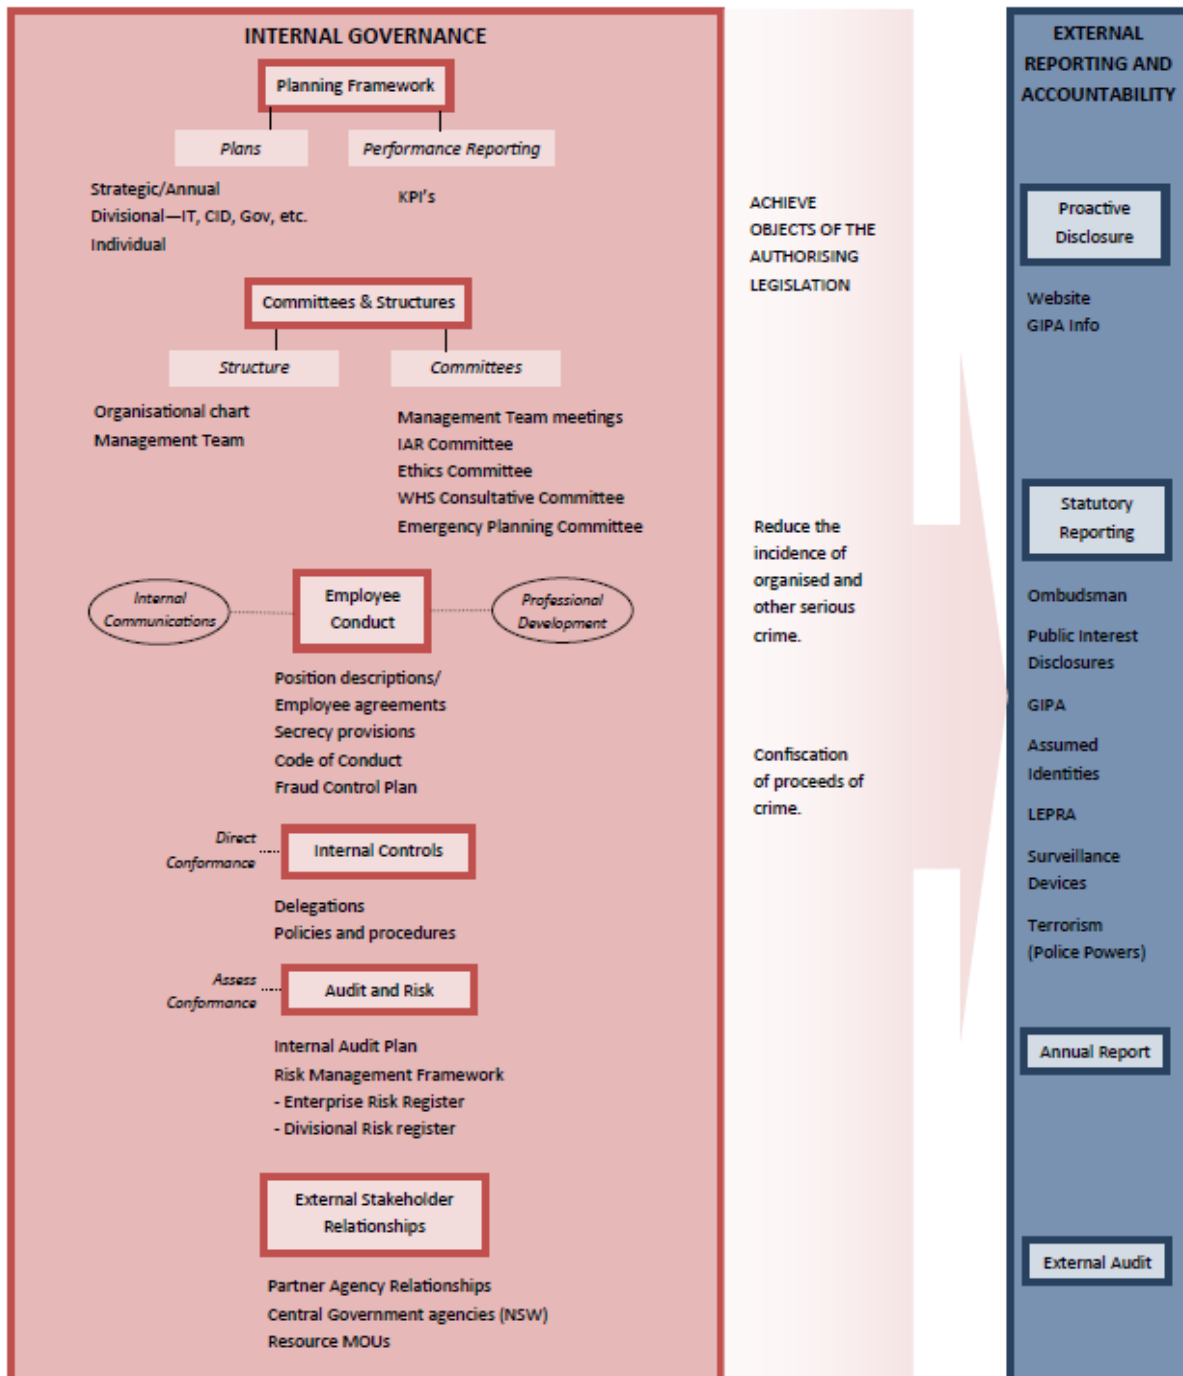 INTERNAL GOVERNANCE
Planning Framework
Plans
Performance Reporting
Strategic/Annual
Divisional—IT, CID, Gov, etc.
Individual
KPI's
Committees & Structures
Structure
Committees
Organisational chart
Management Team
Management Team meetings
IAR Committee
Ethics Committee
WHS Consultative Committee
Emergency Planning Committee
Internal
Communications
Employee
Conduct
Professional
Development
Position descriptions/
Employee agreements
Secrecy provisions
Code of Conduct
Fraud Control Plan
Direct
Conformance
Internal Controls
Delegations
Policies and procedures
Assess
Conformance
Audit and Risk
Internal Audit Plan
Risk Management Framework
- Enterprise Risk Register
- Divisional Risk register
External Stakeholder
Relationships
Partner Agency Relationships
Central Government agencies (NSW)
Resource MOUs
ACHIEVE
OBJECTS OF THE
AUTHORISING
LEGISLATION
Reduce the
incidence of
organised and
other serious
crime.
Confiscation
of proceeds of
crime.
EXTERNAL
REPORTING AND
ACCOUNTABILITY
Proactive
Disclosure
Website
GIPA Info
Statutory
Reporting
Ombudsman
Public Interest
Disclosures
GIPA
Assumed
Identities
LEPRA
Surveillance
Devices
Terrorism
(Police Powers)
Annual Report
External Audit